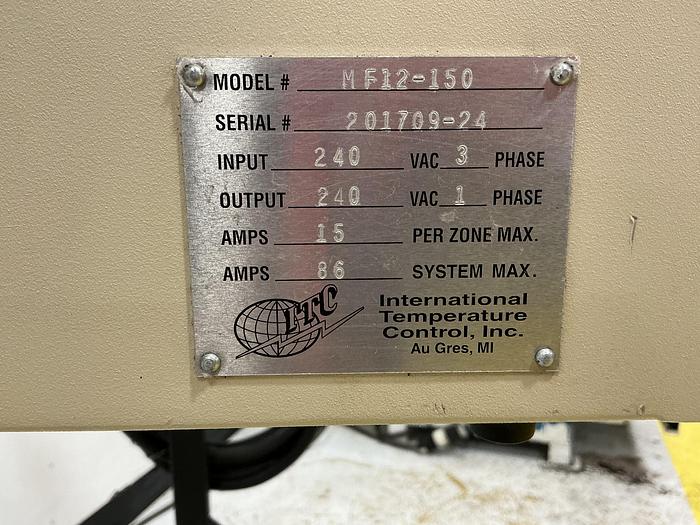 MODEL # MF12-150
SERIAL # 201709-24
INPUT 240 VAC 3 PHASE
OUTPUT 240 VAC 1 PHASE
AMPS 15 PER ZONE MAX.
AMPS 86 SYSTEM MAX.
ITC
International
Temperature
Control, Inc.
Au Gres, MI